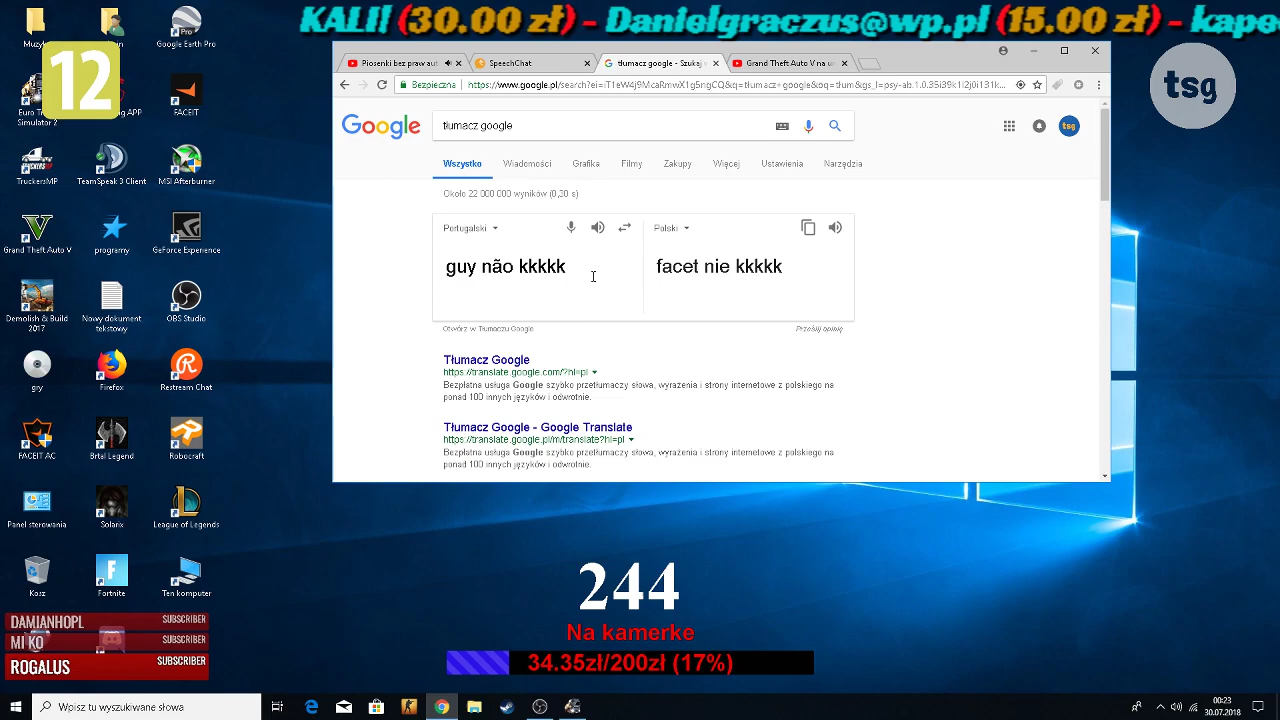 KALI! (30.00 zł) - Danielgraczus@wp.pl (15.00 zł) - kape
12
tsg
Google Earth Pro
Euro Tru
Simulator 2
FACEIT
TruckersMP
TeamSpeak 3 Client
MSI Afterburner
Grand Theft Auto V
programy
GeForce Experience
Demolish & Build
2017
Nowy dokument
tekstowy
OBS Studio
gry
Firefox
Restream Chat
FACEIT AC
Brtal Legend
Robocraft
Panel sterowania
Solarix
League of Legends
Kosz
Fortnite
Ten komputer
Piosenki bez praw aut
SpeechChat
tłumacz google - Szukaj
Grand Theft Auto V na
Bezpieczna
https://www.google.pl/search?ei=
Google
tłumacz google
tsg
Wszystko
Wiadomości
Grafika
Filmy
Zakupy
Więcej
Ustawienia
Narzędzia
Około 22 000 000 wyników (0,30 s)
Portugalski
Polski
guy não kkkkk
facet nie kkkkk
Otwórz w Tłumaczu Google
Prześlij opinię
Tłumacz Google
https://translate.google.com/?hl=pl
Bezpłatna usługa Google szybko przetłumaczy słowa, wyrażenia i strony internetowe z polskiego na
ponad 100 innych języków i odwrotnie.
Tłumacz Google - Google Translate
https://translate.google.pl/m/translate?hl=pl
Bezpłatna usługa Google szybko przetłumaczy słowa, wyrażenia i strony internetowe z polskiego na
ponad 100 innych języków i odwrotnie.
244
Na kamerke
34.35zł/200zł (17%)
DAMIANHOPL SUBSCRIBER
MI KO SUBSCRIBER
ROGALUS SUBSCRIBER
Wpisz tu wyszukiwane słowa
00:23
30.07.2018